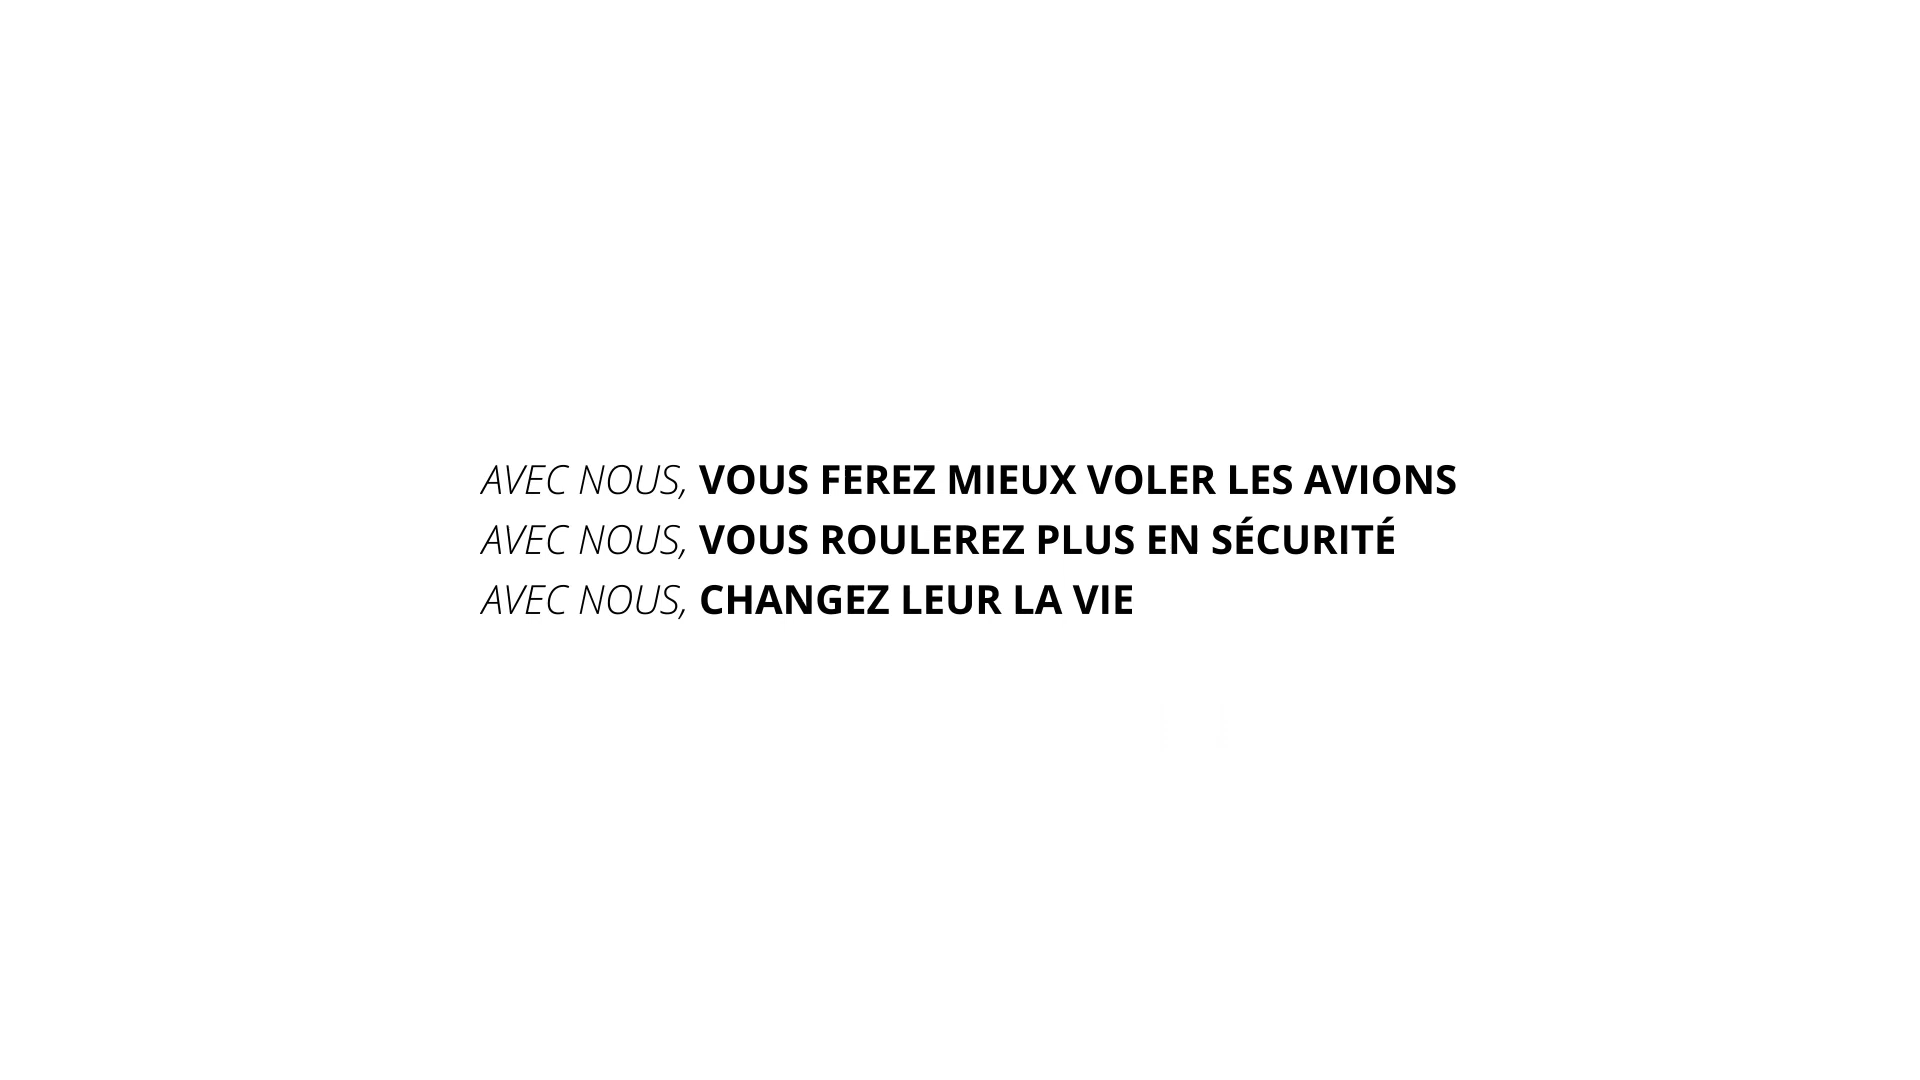 AVEC NOUS, VOUS FEREZ MIEUX VOLER LES AVIONS
AVEC NOUS, VOUS ROULEREZ PLUS EN SÉCURITÉ
AVEC NOUS, CHANGEZ LEUR LA VIE